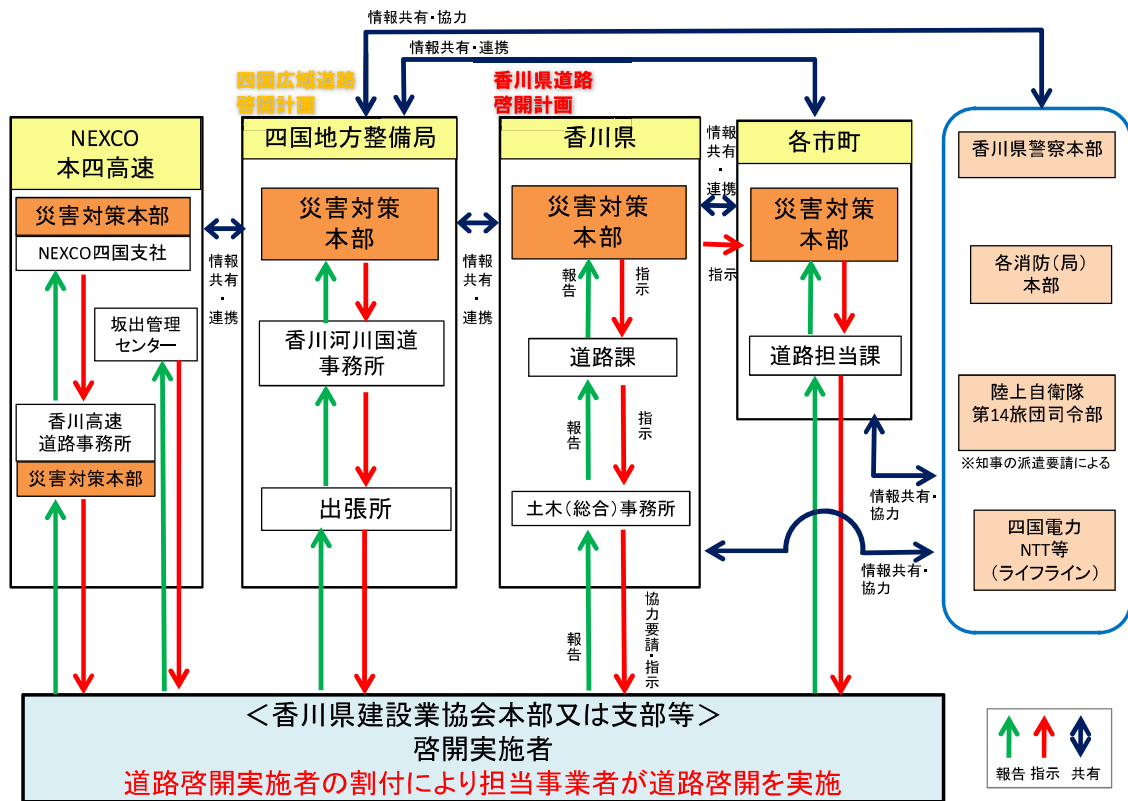 情報共有・協力
情報共有・連携
四国広域道路
啓開計画
香川県道路
啓開計画
NEXCO
本四高速
災害対策本部
NEXCO四国支社
坂出管理
センター
香川高速
道路事務所
災害対策本部
情報
共有
・
連携
四国地方整備局
災害対策
本部
香川河川国道
事務所
出張所
情報
共有
・
連携
香川県
災害対策
本部
報告
指示
道路課
報告
指示
土木（総合）事務所
報告
協力要請・指示
情報
共有
・
連携
指示
各市町
災害対策
本部
道路担当課
情報共有・
協力
情報共有・
協力
香川県警察本部
各消防（局）
本部
陸上自衛隊
第14旅団司令部
※知事の派遣要請による
四国電力
NTT等
（ライフライン）
＜香川県建設業協会本部又は支部等＞
啓開実施者
道路啓開実施者の割付により担当事業者が道路啓開を実施
報告 指示 共有